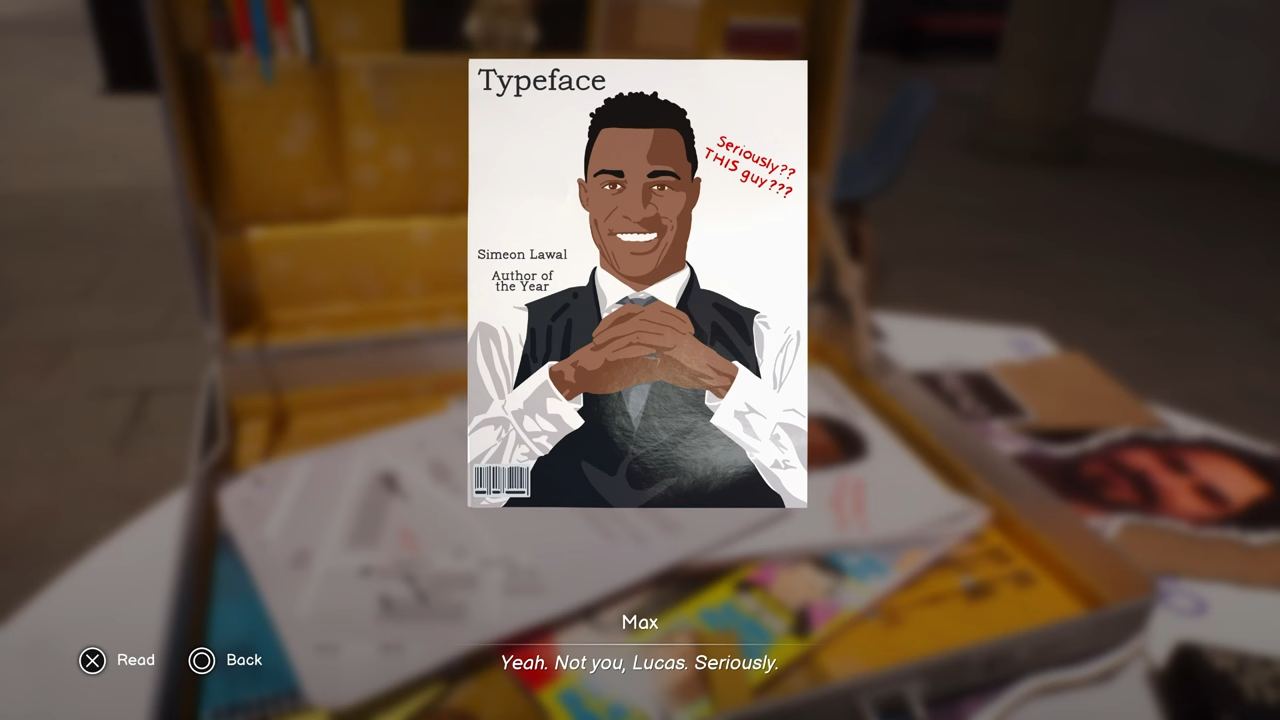 Typeface
Seriously??
THIS guy???
Simeon Lawal
Author of
the Year
Max
Read
Back
Yeah. Not you, Lucas. Seriously.